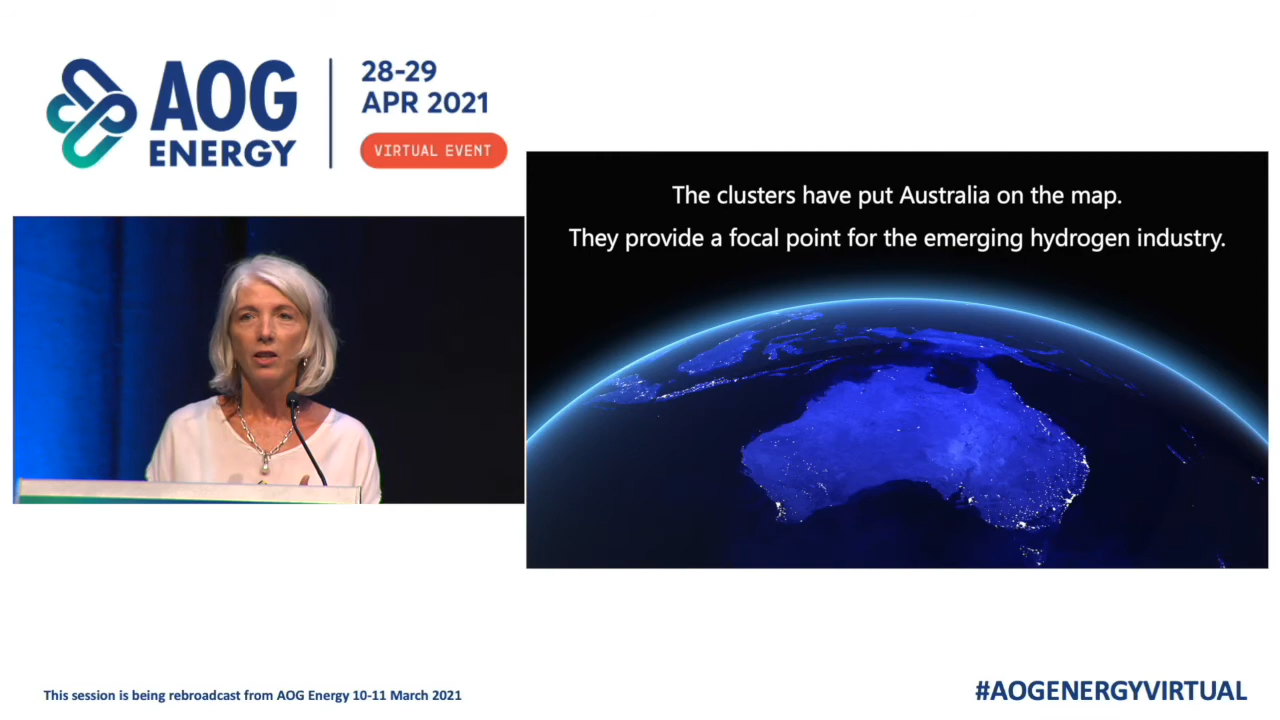 AOG
ENERGY
28-29
APR 2021
VIRTUAL EVENT
The clusters have put Australia on the map.
They provide a focal point for the emerging hydrogen industry.
This session is being rebroadcast from AOG Energy 10-11 March 2021
#AOGENERGYVIRTUAL